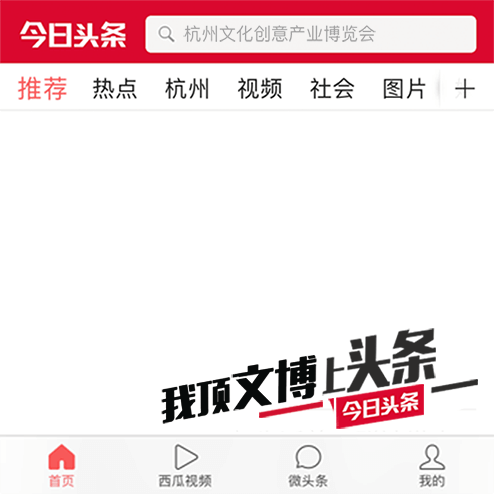 今日头条 杭州文化创意产业博览会
推荐 热点 杭州 视频 社会 图片
我顶文博上头条
今日头条
首页 西瓜视频 微头条 我的